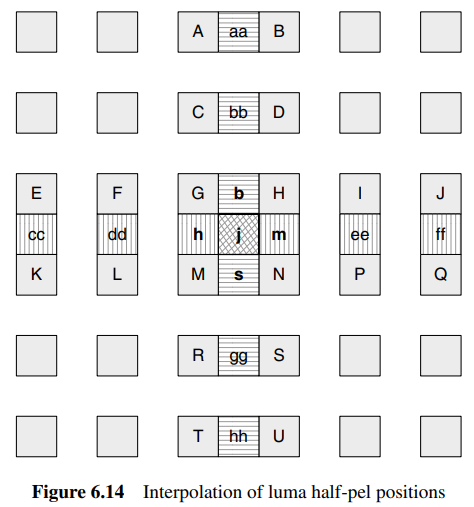 A aa B
C bb D
E F G b H I J
cc dd h j m ee ff
K L M s N P Q
R gg S
T hh U
Figure 6.14 Interpolation of luma half-pel positions